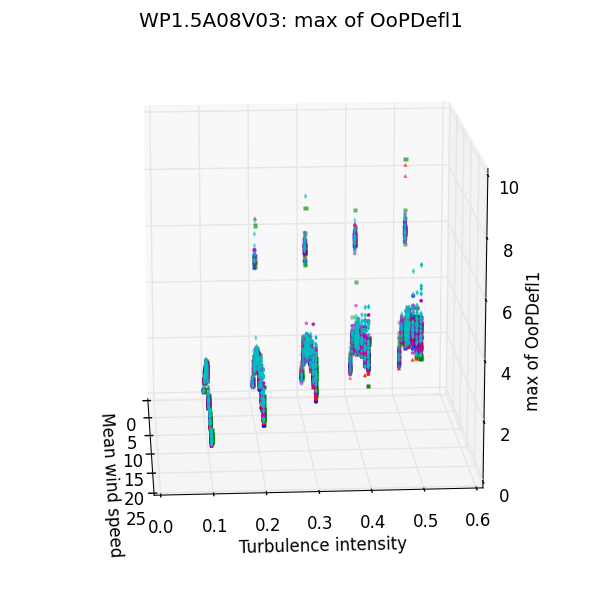 WP1.5A08V03: max of OoPDefl1
10
8
6
4
2
0
max of OoPDefl1
0
5
10
15
20
25
Mean wind speed
0.0 0.1 0.2 0.3 0.4 0.5 0.6
Turbulence intensity